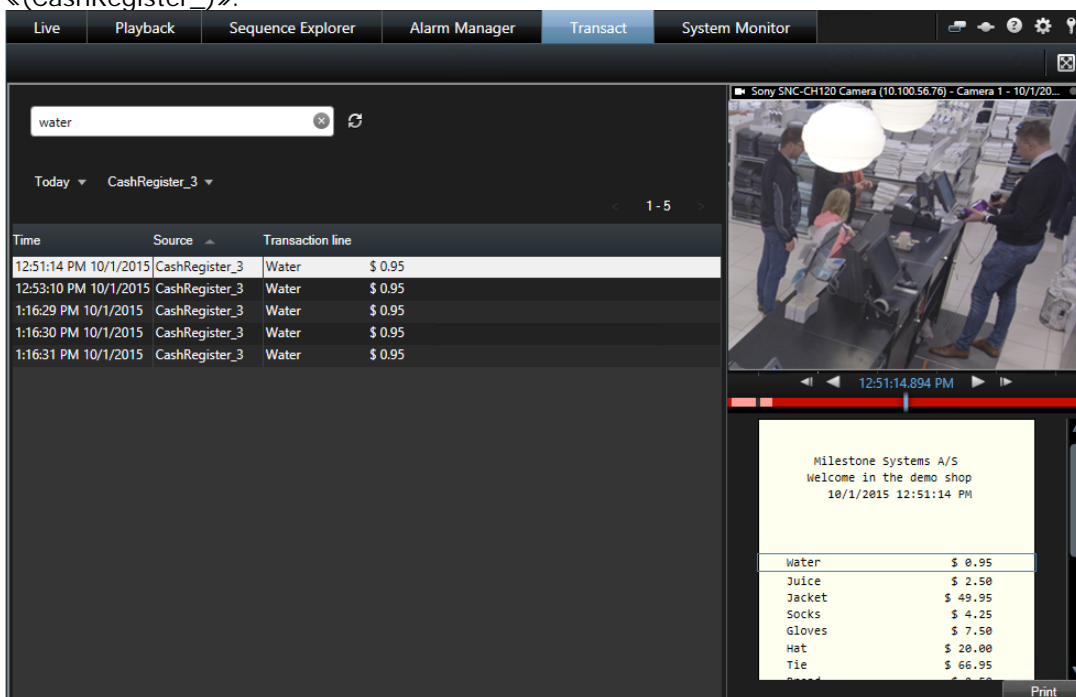 «(CashRegister_)».
Live Playback Sequence Explorer Alarm Manager Transact System Monitor
Sony SNC-CH120 Camera (10.100.56.76) - Camera 1 - 10/1/20...
water
Today CashRegister_3
< 1 - 5 >
Time Source Transaction line
12:51:14 PM 10/1/2015 CashRegister_3 Water $ 0.95
12:53:10 PM 10/1/2015 CashRegister_3 Water $ 0.95
1:16:29 PM 10/1/2015 CashRegister_3 Water $ 0.95
1:16:30 PM 10/1/2015 CashRegister_3 Water $ 0.95
1:16:31 PM 10/1/2015 CashRegister_3 Water $ 0.95
12:51:14.894 PM
Milestone Systems A/S
Welcome in the demo shop
10/1/2015 12:51:14 PM
Water $ 0.95
Juice $ 2.50
Jacket $ 49.95
Socks $ 4.25
Gloves $ 7.50
Hat $ 20.00
Tie $ 66.95
Print